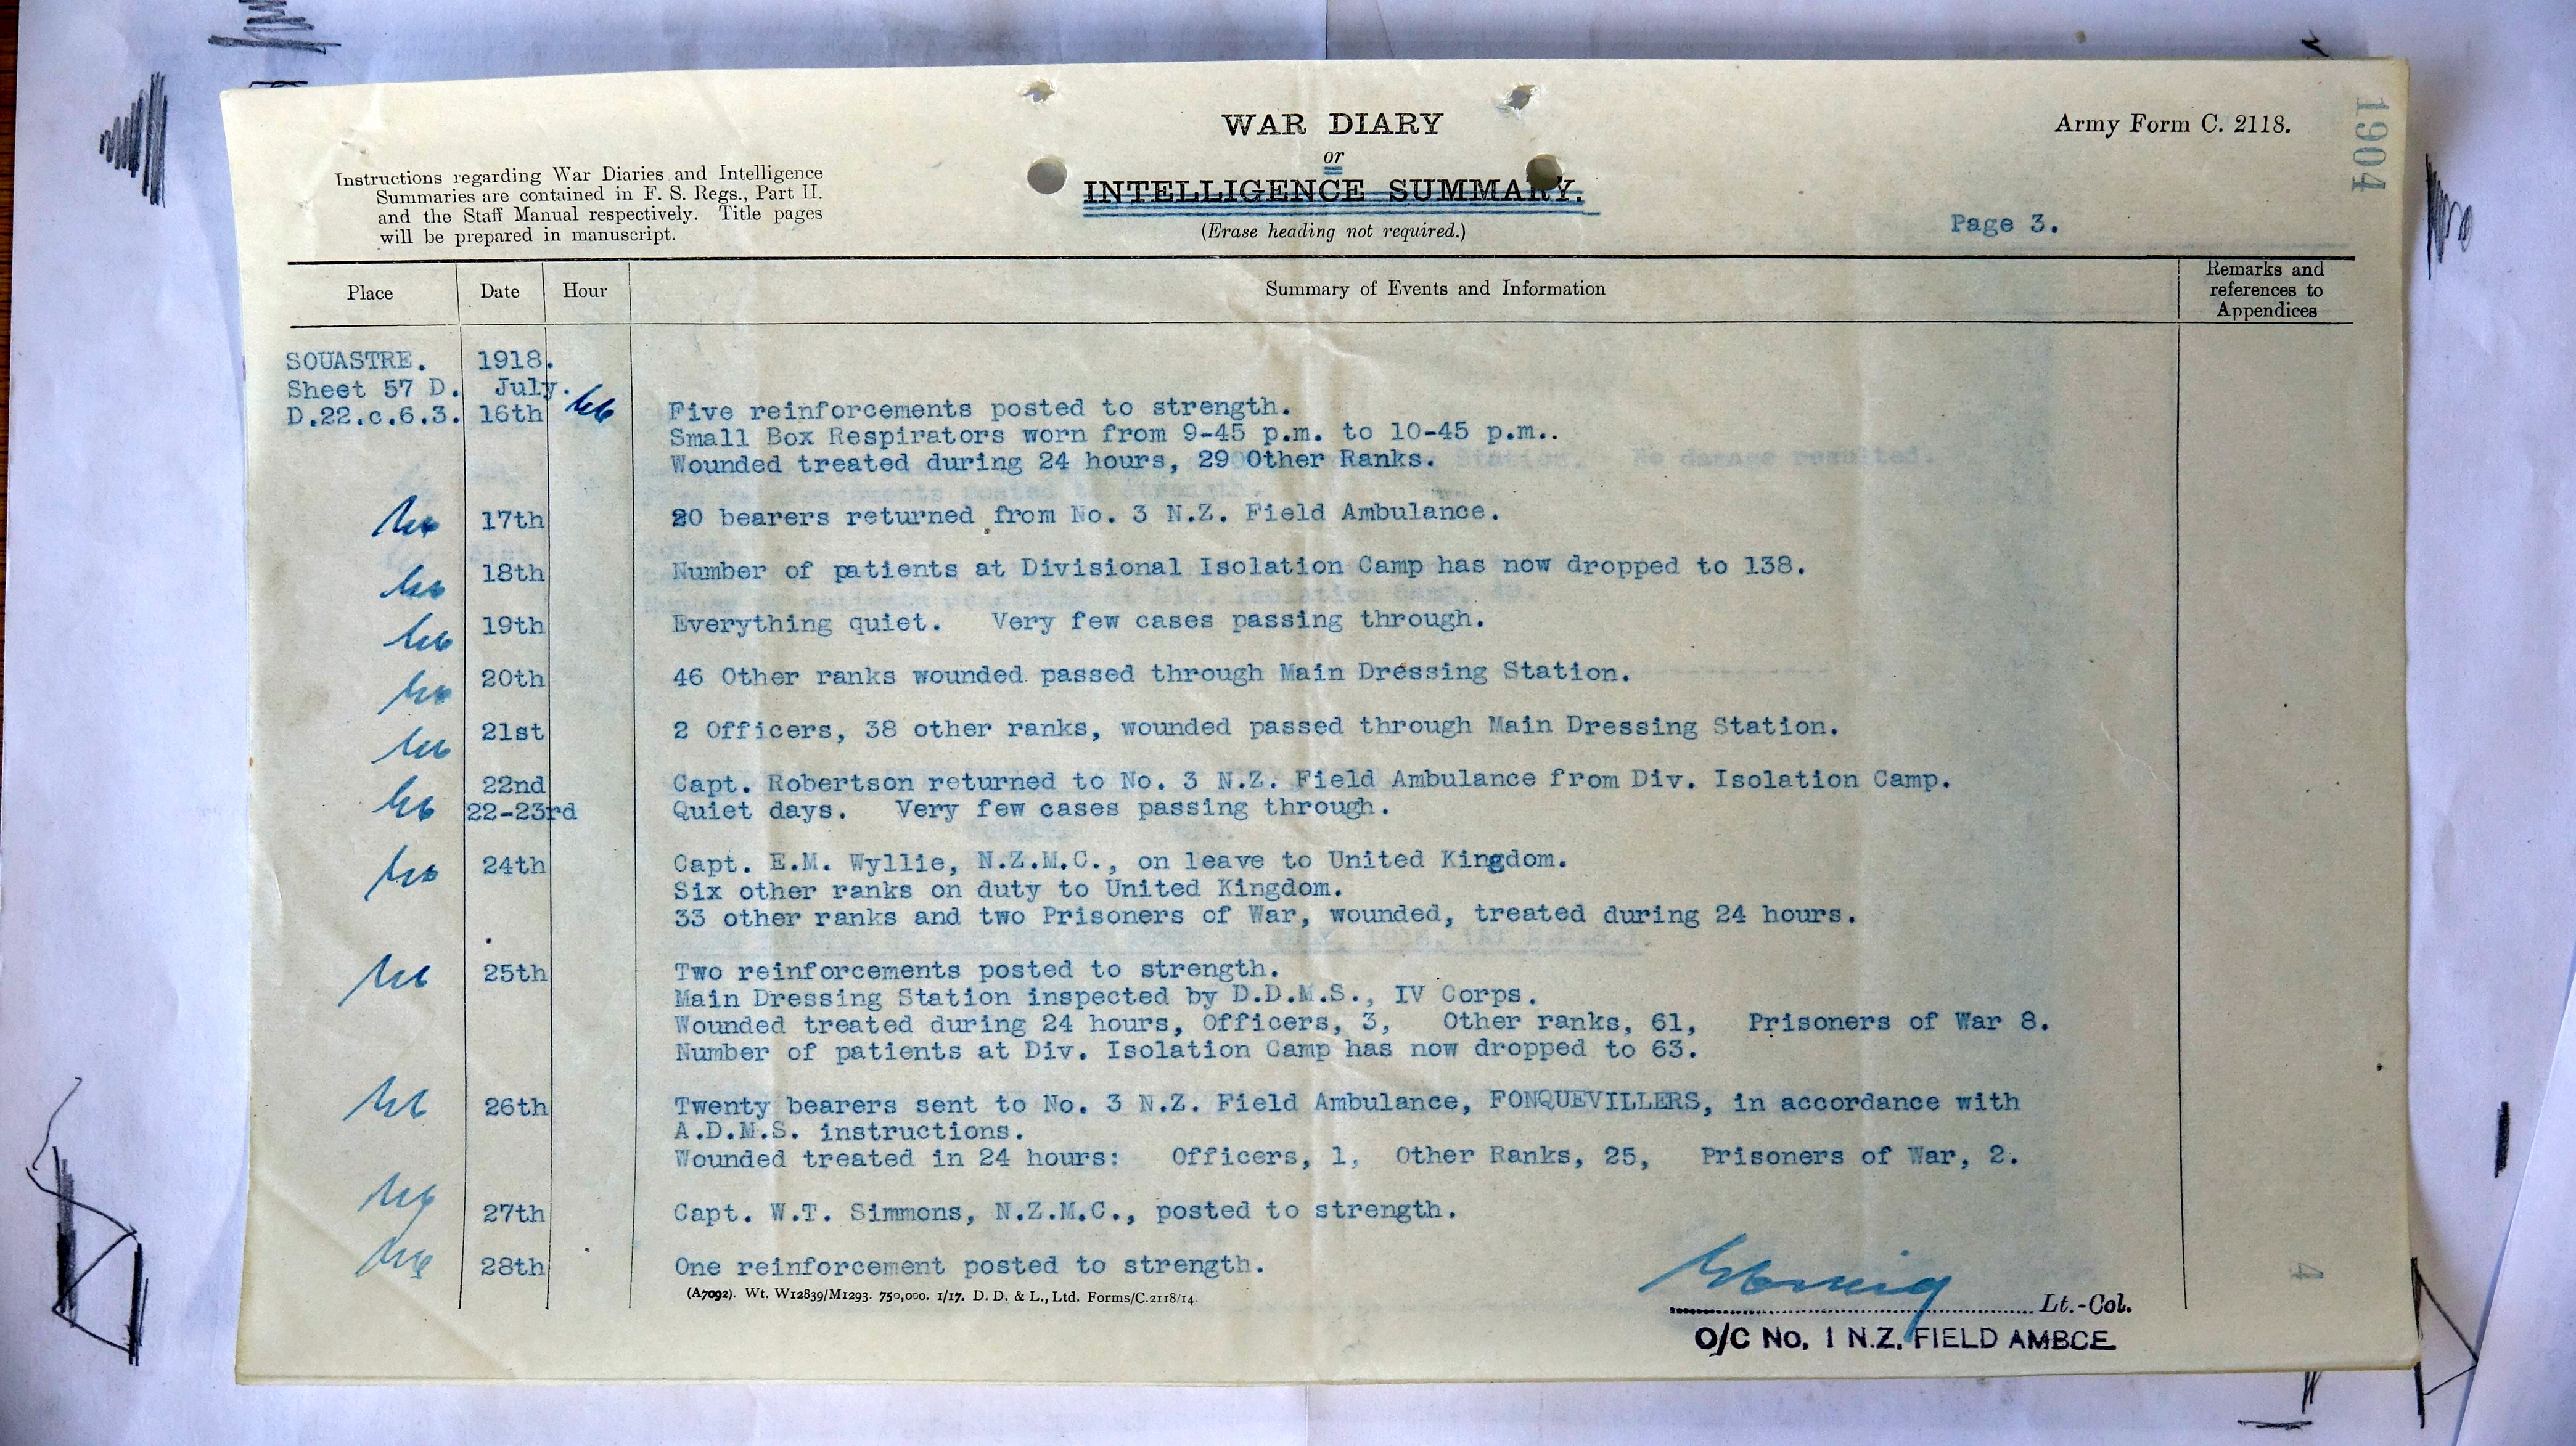 WAR DIARY
or
INTELLIGENCE SUMMARY.
(Erase heading not required.)
Army Form C. 2118.
1904
Instructions regarding War Diaries and Intelligence
Summaries are contained in F. S. Regs., Part II.
and the Staff Manual respectively. Title pages
will be prepared in manuscript.
Page 3.
Place Date Hour Summary of Events and Information Remarks and
references to
Appendices
SOUASTRE. 1918.
Sheet 57 D. July.
D.22.c.6.3. 16th Five reinforcements posted to strength.
Small Box Respirators worn from 9-45 p.m. to 10-45 p.m..
Wounded treated during 24 hours, 29 Other Ranks.
17th 20 bearers returned from No. 3 N.Z. Field Ambulance.
18th Number of patients at Divisional Isolation Camp has now dropped to 138.
19th Everything quiet. Very few cases passing through.
20th 46 Other ranks wounded passed through Main Dressing Station.
21st 2 Officers, 38 other ranks, wounded passed through Main Dressing Station.
22nd Capt. Robertson returned to No. 3 N.Z. Field Ambulance from Div. Isolation Camp.
22-23rd Quiet days. Very few cases passing through.
24th Capt. E.M. Wyllie, N.Z.M.C., on leave to United Kingdom.
Six other ranks on duty to United Kingdom.
33 other ranks and two Prisoners of War, wounded, treated during 24 hours.
25th Two reinforcements posted to strength.
Main Dressing Station inspected by D.D.M.S., IV Corps.
Wounded treated during 24 hours, Officers, 3, Other ranks, 61, Prisoners of War 8.
Number of patients at Div. Isolation Camp has now dropped to 63.
26th Twenty bearers sent to No. 3 N.Z. Field Ambulance, FONQUEVILLERS, in accordance with
A.D.M.S. instructions.
Wounded treated in 24 hours: Officers, 1, Other Ranks, 25, Prisoners of War, 2.
27th Capt. W.T. Simmons, N.Z.M.C., posted to strength.
28th One reinforcement posted to strength.
(A7092). Wt. W12839/M1293. 750,000. 1/17. D. D. & L., Ltd. Forms/C.2118/14.
Lt.-Col.
O/C No. 1 N.Z. FIELD AMBCE.